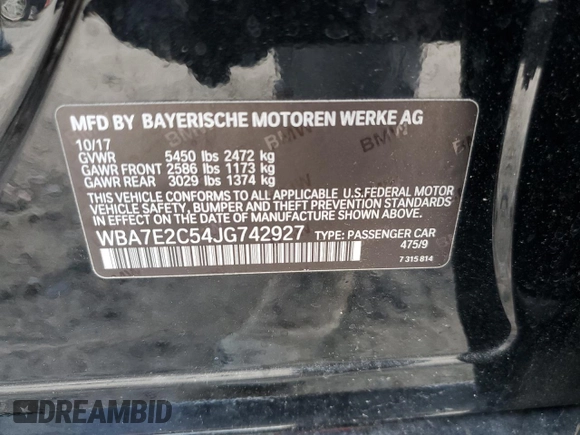 MFD BY BAYERISCHE MOTOREN WERKE AG
10/17
GVWR 5450 lbs 2472 kg
GAWR FRONT 2586 lbs 1173 kg
GAWR REAR 3029 lbs 1374 kg
THIS VEHICLE CONFORMS TO ALL APPLICABLE U.S.FEDERAL MOTOR
VEHICLE SAFETY, BUMPER AND THEFT PREVENTION STANDARDS
IN EFFECT ON THE DATE OF MANUFACTURE SHOWN ABOVE.
WBA7E2C54JG742927 TYPE: PASSENGER CAR
475/9
7 315 814
DREAMBID